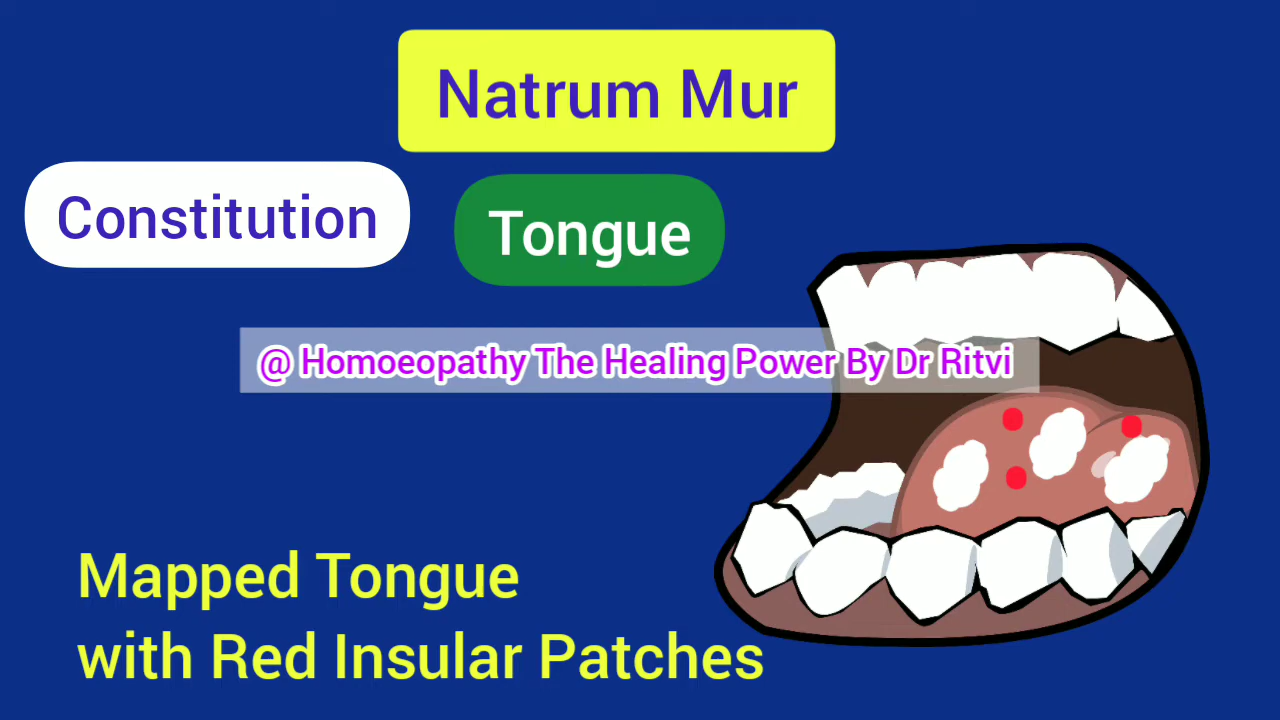 Natrum Mur
Constitution
Tongue
@ Homoeopathy The Healing Power By Dr Ritvi
Mapped Tongue
with Red Insular Patches